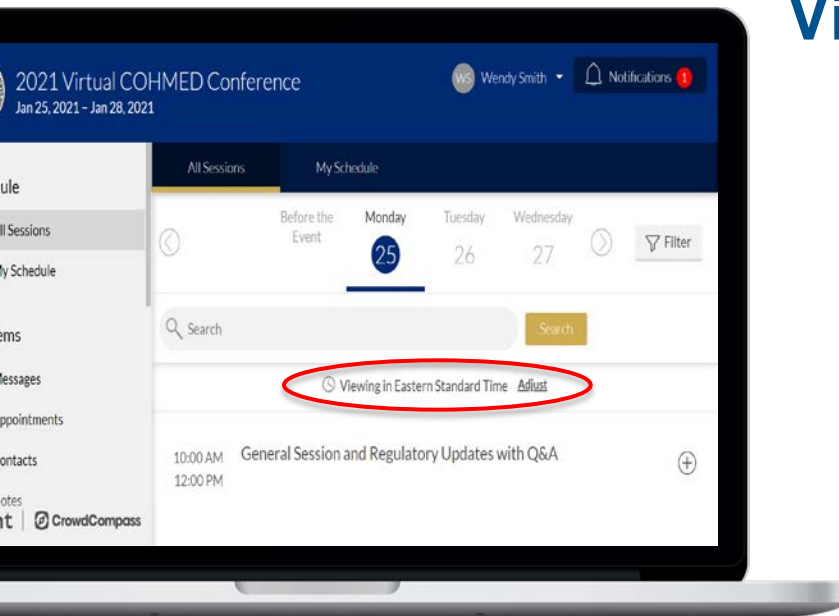 Vi
2021 Virtual COHMED Conference
Jan 25, 2021 - Jan 28, 2021
WS Wendy Smith
Notifications 1
All Sessions My Schedule
Before the Event
Monday 25
Tuesday 26
Wednesday 27
Filter
Search Search
Viewing in Eastern Standard Time Adjust
10:00 AM General Session and Regulatory Updates with Q&A
12:00 PM
ule
ll Sessions
My Schedule
ems
Messages
ppointments
ontacts
otes
nt CrowdCompass